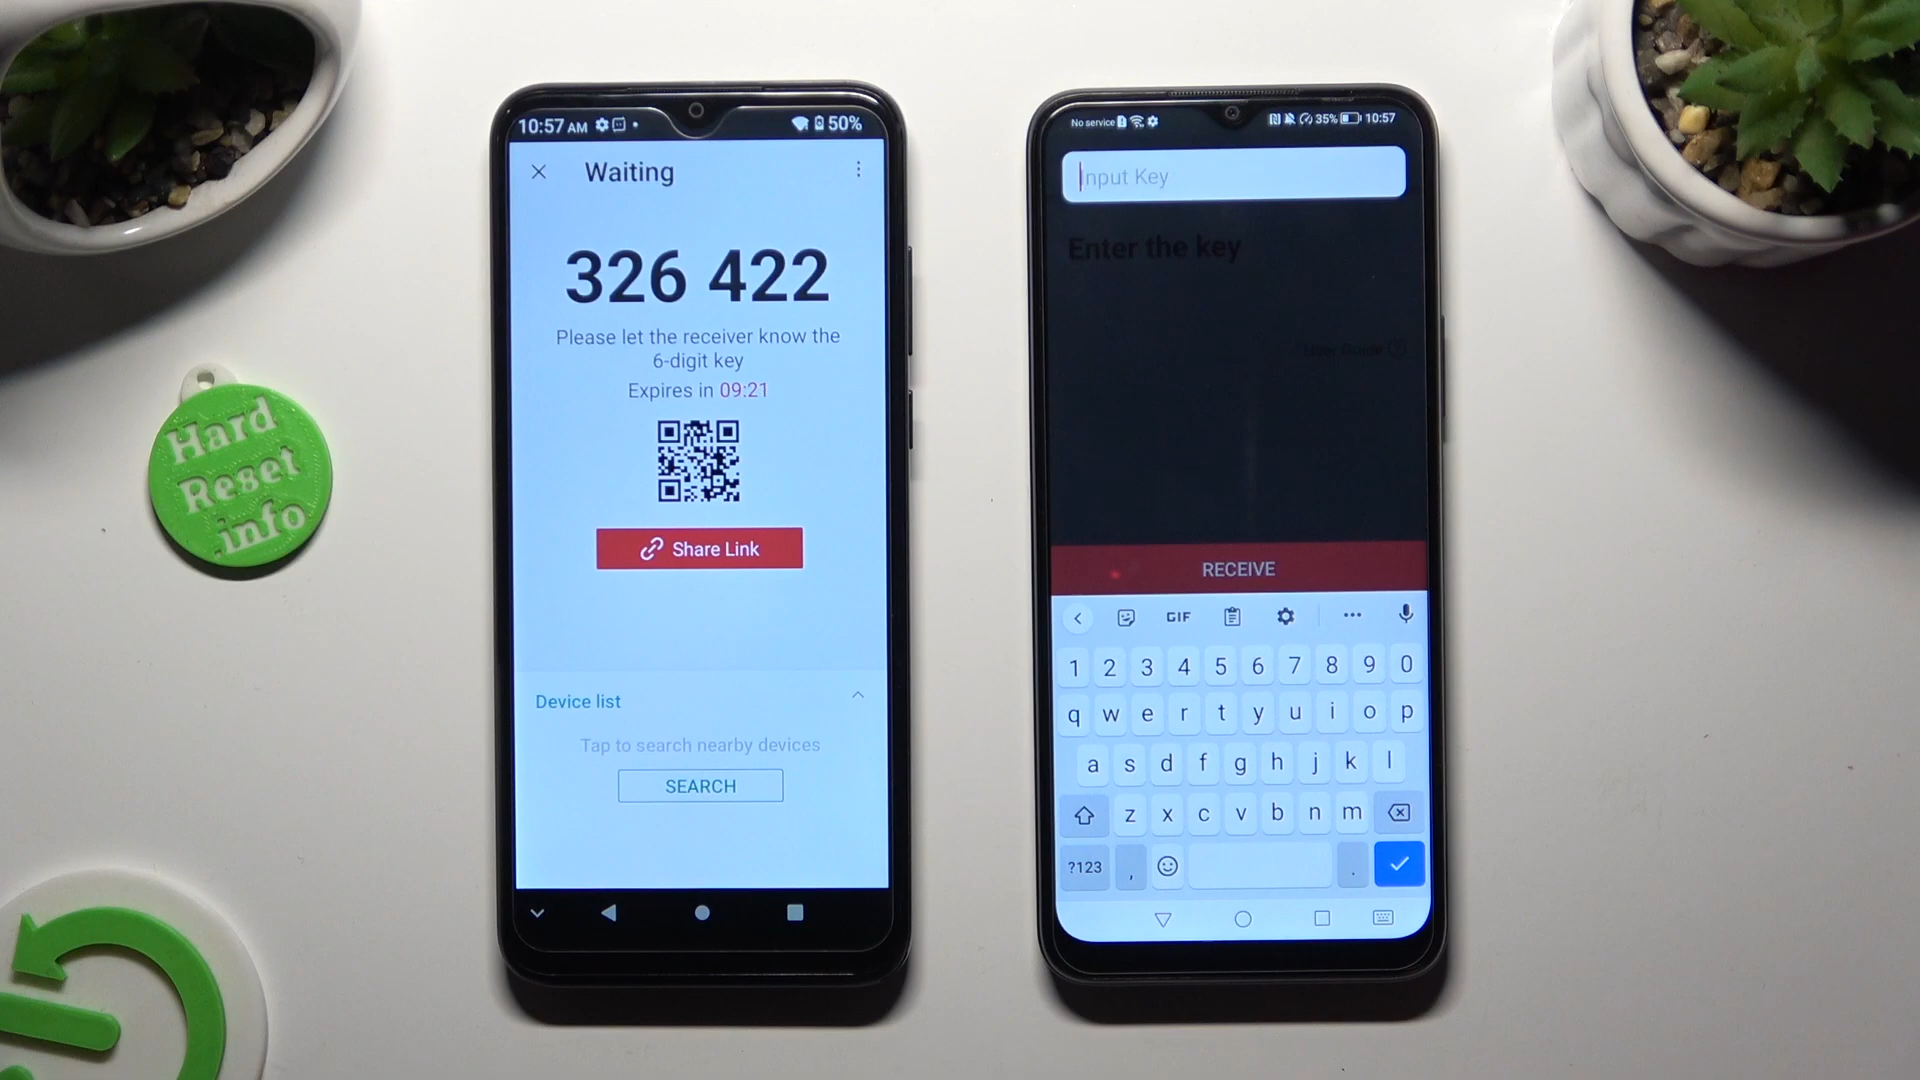 10:57 AM
50%
Waiting
326 422
Please let the receiver know the
6-digit key
Expires in 09:21
Share Link
Device list
Tap to search nearby devices
SEARCH
No service
35%
10:57
Input Key
Enter the key
User Guide
RECEIVE
GIF
1 2 3 4 5 6 7 8 9 0
q w e r t y u i o p
a s d f g h j k l
z x c v b n m
?123 , .
Hard
Reset
.info